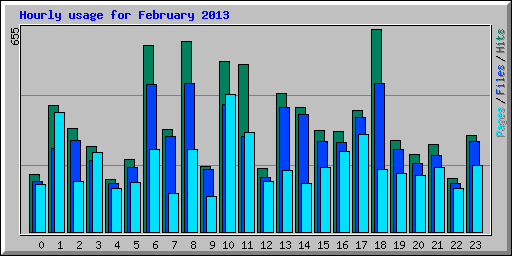 Hourly usage for February 2013
655
Pages / Files / Hits
0 1 2 3 4 5 6 7 8 9 10 11 12 13 14 15 16 17 18 19 20 21 22 23